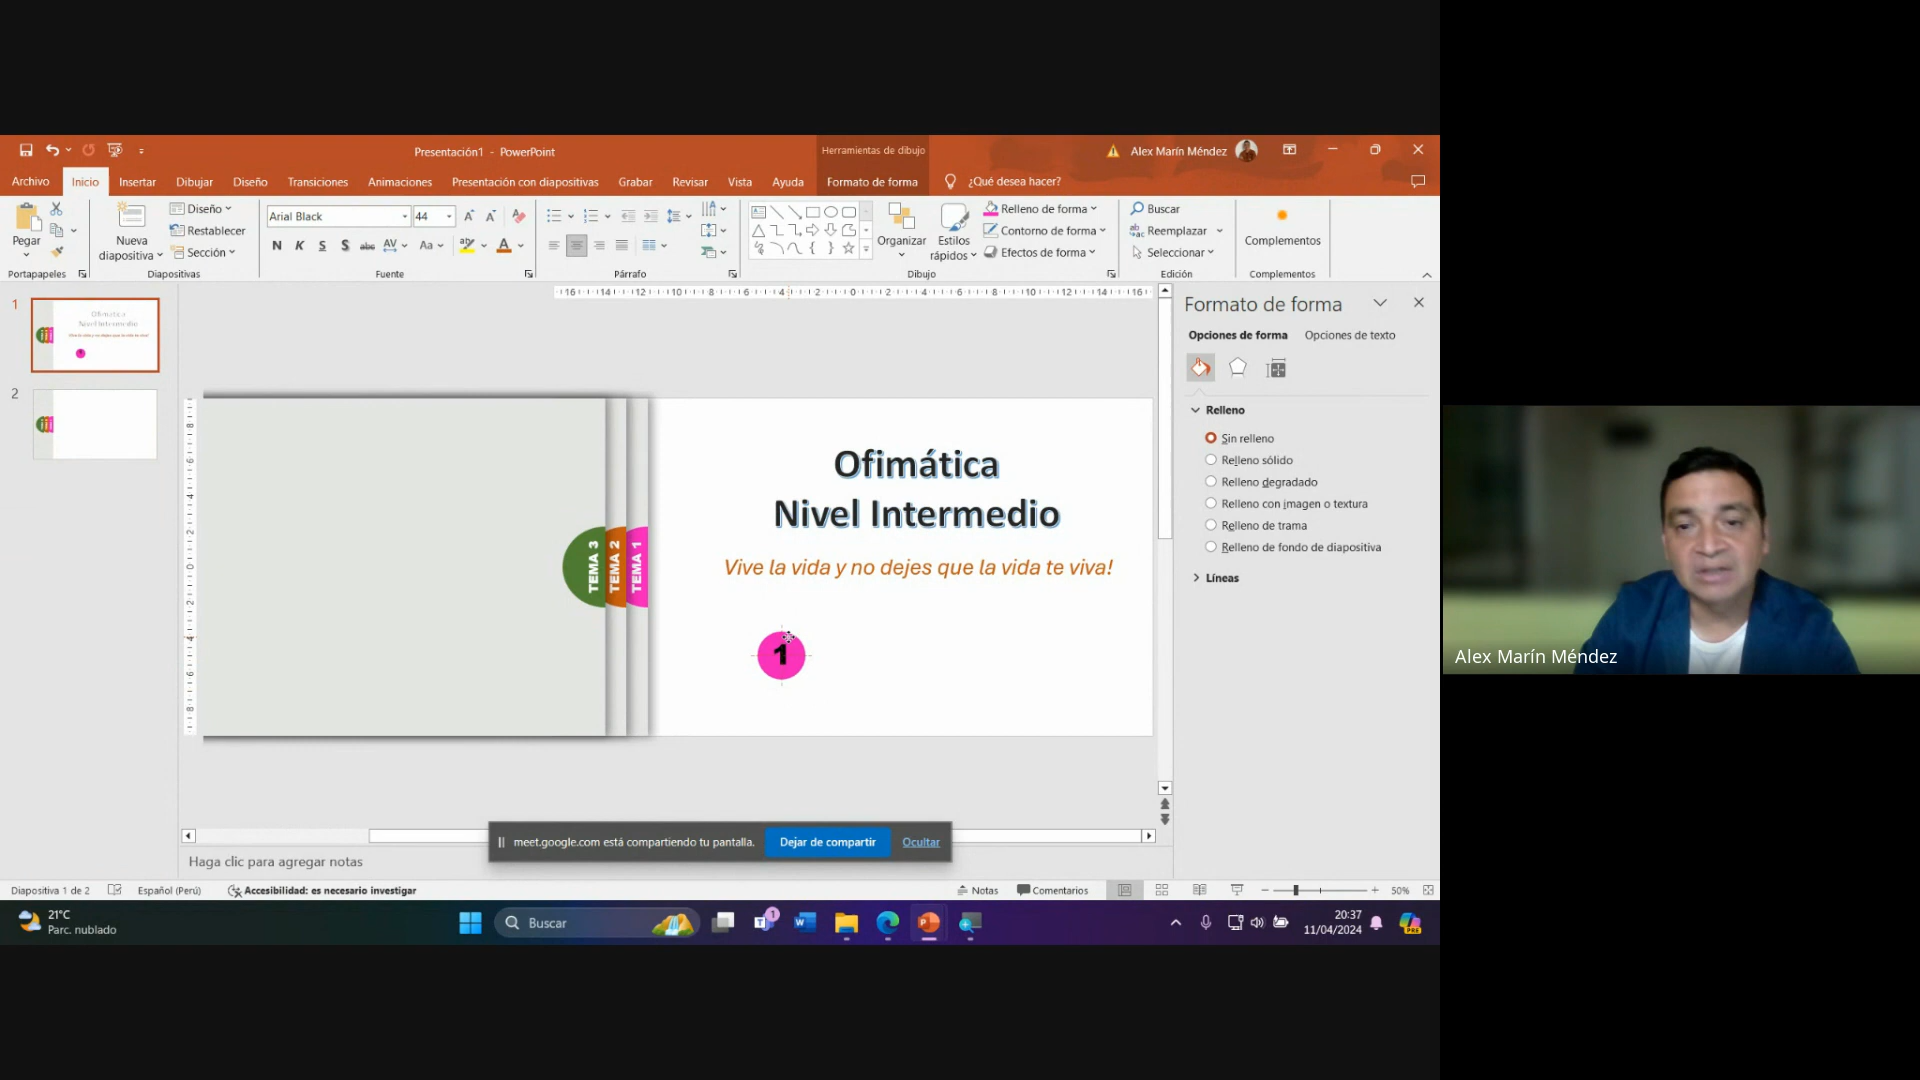 Presentación1 - PowerPoint
Herramientas de dibujo
Alex Marín Méndez
Archivo
Inicio
Insertar
Dibujar
Diseño
Transiciones
Animaciones
Presentación con diapositivas
Grabar
Revisar
Vista
Ayuda
Formato de forma
¿Qué desea hacer?
Pegar
Portapapeles
Nueva
diapositiva
Diseño
Restablecer
Sección
Diapositivas
Arial Black
44
N K S S abc AV Aa A
Fuente
Párrafo
Organizar
Estilos
rápidos
Relleno de forma
Contorno de forma
Efectos de forma
Dibujo
Buscar
Reemplazar
Seleccionar
Edición
Complementos
Complementos
1
2
TEMA 3
TEMA 2
TEMA 1
Ofimática
Nivel Intermedio
Vive la vida y no dejes que la vida te viva!
1
Formato de forma
Opciones de forma
Opciones de texto
Relleno
Sin relleno
Relleno sólido
Relleno degradado
Relleno con imagen o textura
Relleno de trama
Relleno de fondo de diapositiva
Líneas
meet.google.com está compartiendo tu pantalla.
Dejar de compartir
Ocultar
Haga clic para agregar notas
Diapositiva 1 de 2
Español (Perú)
Accesibilidad: es necesario investigar
Notas
Comentarios
50%
21°C
Parc. nublado
Buscar
20:37
11/04/2024
Alex Marín Méndez